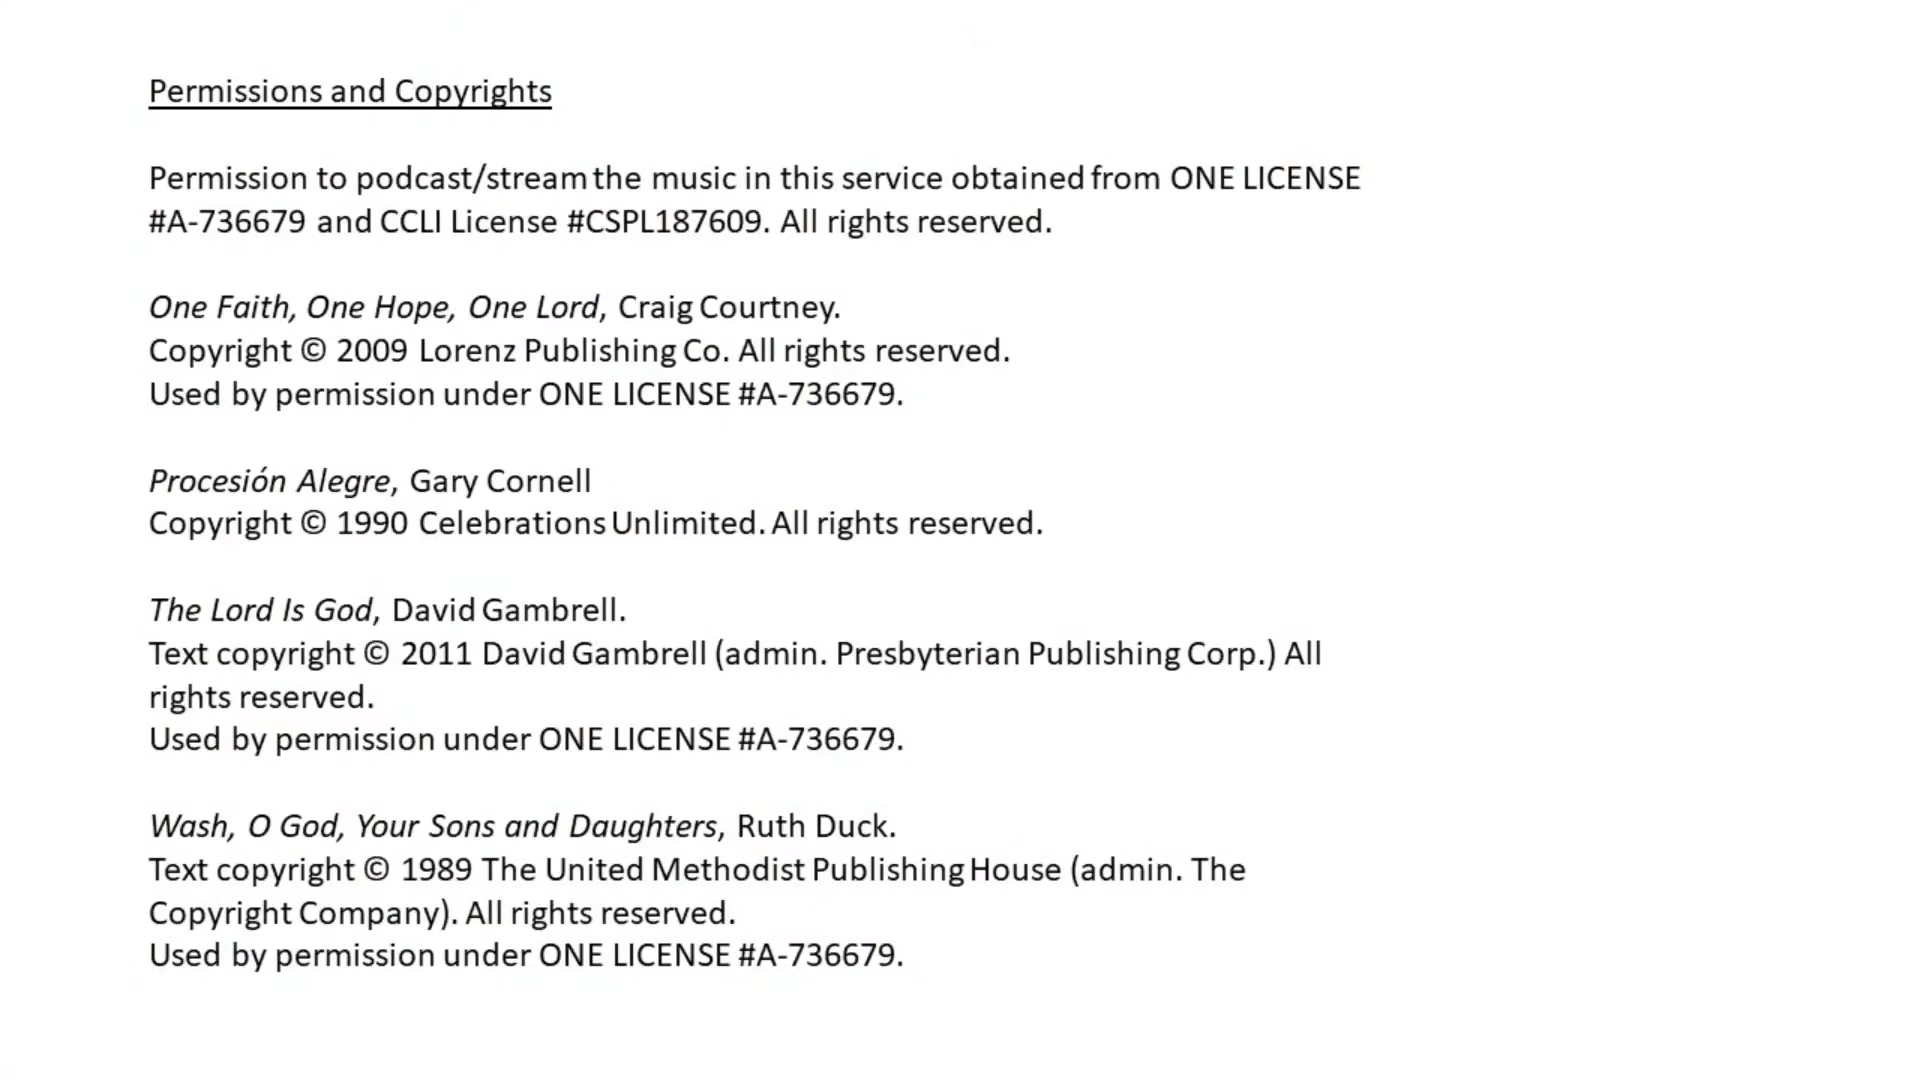 Permissions and Copyrights
Permission to podcast/stream the music in this service obtained from ONE LICENSE
#A-736679 and CCLI License #CSPL187609. All rights reserved.
One Faith, One Hope, One Lord, Craig Courtney.
Copyright © 2009 Lorenz Publishing Co. All rights reserved.
Used by permission under ONE LICENSE #A-736679.
Procesión Alegre, Gary Cornell
Copyright © 1990 Celebrations Unlimited. All rights reserved.
The Lord Is God, David Gambrell.
Text copyright © 2011 David Gambrell (admin. Presbyterian Publishing Corp.) All
rights reserved.
Used by permission under ONE LICENSE #A-736679.
Wash, O God, Your Sons and Daughters, Ruth Duck.
Text copyright © 1989 The United Methodist Publishing House (admin. The
Copyright Company). All rights reserved.
Used by permission under ONE LICENSE #A-736679.